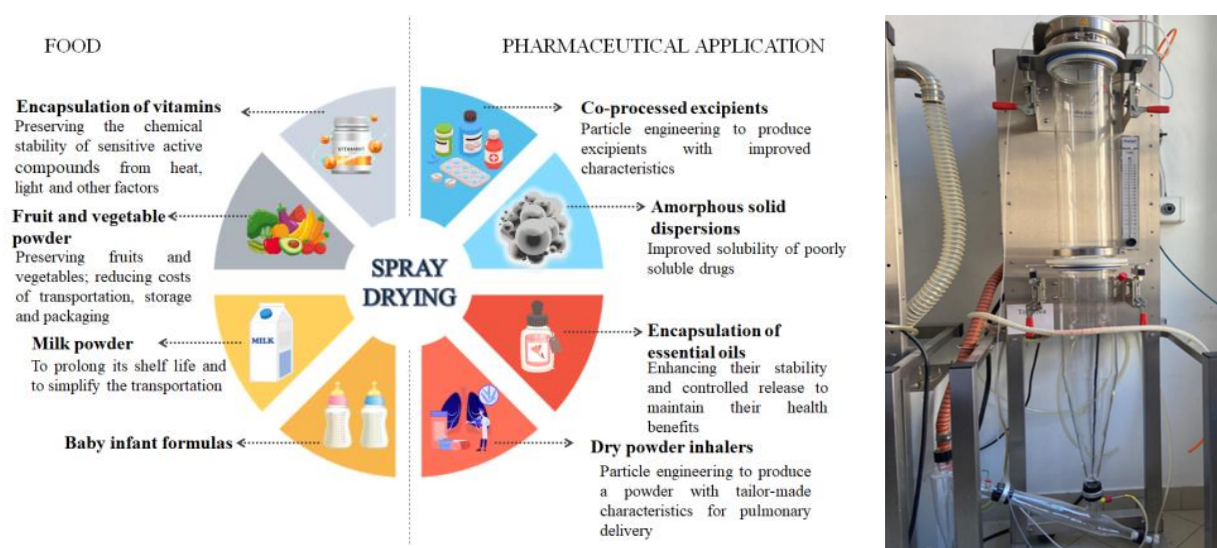 FOOD
Encapsulation of vitamins
Preserving the chemical
stability of sensitive active
compounds from heat,
light and other factors
Fruit and vegetable
powder
Preserving fruits and
vegetables; reducing costs
of transportation, storage
and packaging
Milk powder
To prolong its shelf life and
to simplify the transportation
Baby infant formulas
VITAMINS
MILK
SPRAY
DRYING
PHARMACEUTICAL APPLICATION
Co-processed excipients
Particle engineering to produce
excipients with improved
characteristics
Amorphous solid
dispersions
Improved solubility of poorly
soluble drugs
Encapsulation of
essential oils
Enhancing their stability
and controlled release to
maintain their health
benefits
Dry powder inhalers
Particle engineering to produce
a powder with tailor-made
characteristics for pulmonary
delivery